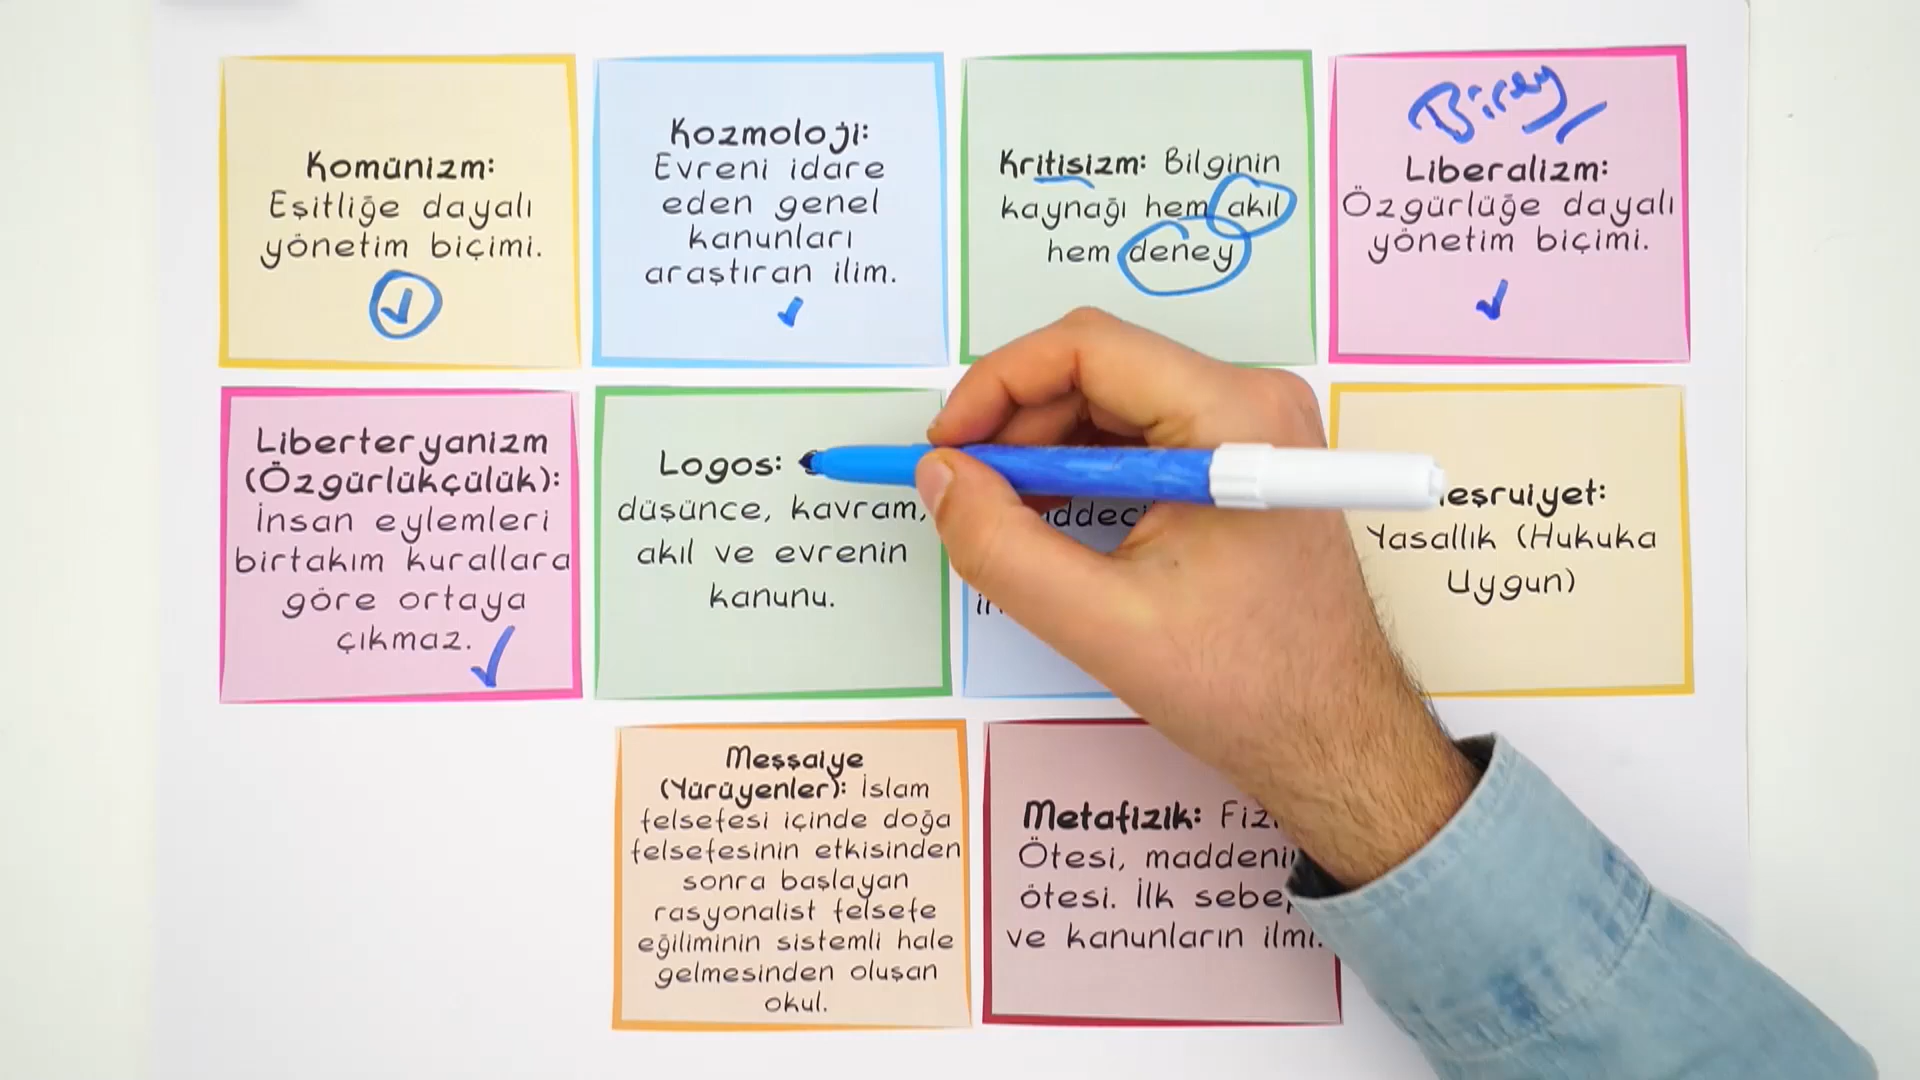 Komünizm:
Eşitliğe dayalı
yönetim biçimi.
Kozmoloji:
Evreni idare
eden genel
kanunları
araştıran ilim.
Kritisizm: Bilginin
kaynağı hem akıl
hem deney
Birey
Liberalizm:
Özgürlüğe dayalı
yönetim biçimi.
Liberteryanizm
(Özgürlükçülük):
İnsan eylemleri
birtakım kurallara
göre ortaya
çıkmaz.
Logos:
düşünce, kavram,
akıl ve evrenin
kanunu.
Yasallık (Hukuka
Uygun)
Meşşaiye
(Yürüyenler): İslam
felsefesi içinde doğa
felsefesinin etkisinden
sonra başlayan
rasyonalist felsefe
eğiliminin sistemli hale
gelmesinden oluşan
okul.
Metafizik:
Ötesi,
ötesi. İlk
ve kanunların ilmi.